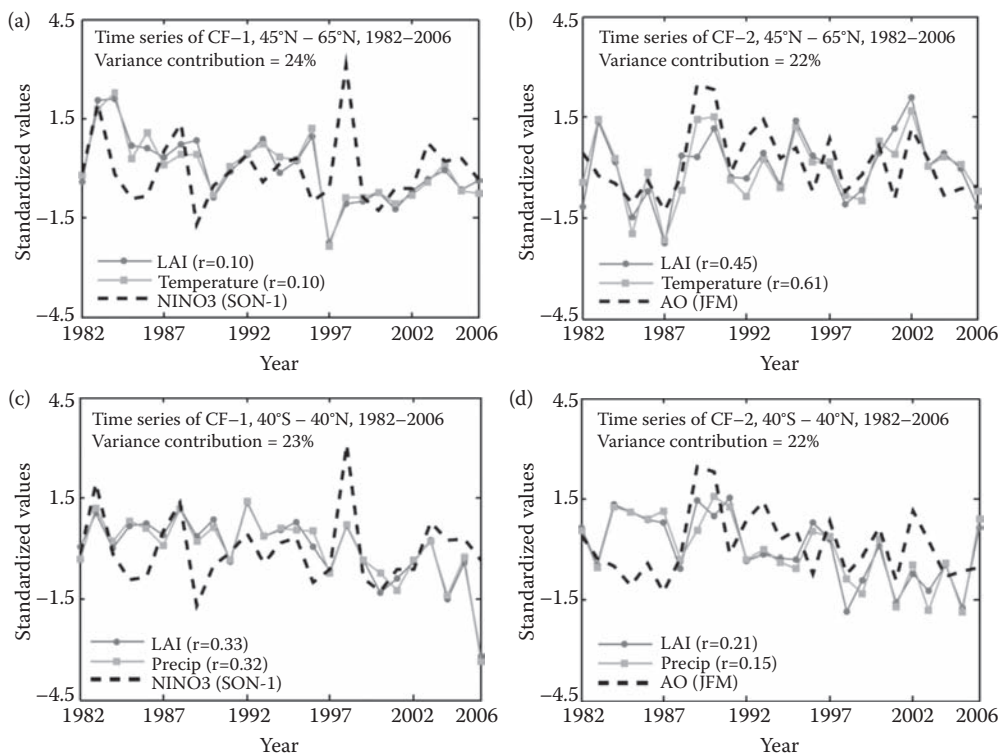 (a)
4.5
Time series of CF–1, 45°N – 65°N, 1982–2006
Variance contribution = 24%
1.5
Standardized values
–1.5
LAI (r=0.10)
Temperature (r=0.10)
NINO3 (SON-1)
–4.5
1982 1987 1992 1997 2002 2006
Year
(b)
4.5
Time series of CF–2, 45°N – 65°N, 1982–2006
Variance contribution = 22%
1.5
Standardized values
–1.5
LAI (r=0.45)
Temperature (r=0.61)
AO (JFM)
–4.5
1982 1987 1992 1997 2002 2006
Year
(c)
4.5
Time series of CF–1, 40°S – 40°N, 1982–2006
Variance contribution = 23%
1.5
Standardized values
–1.5
LAI (r=0.33)
Precip (r=0.32)
NINO3 (SON-1)
–4.5
1982 1987 1992 1997 2002 2006
Year
(d)
4.5
Time series of CF–2, 40°S – 40°N, 1982–2006
Variance contribution = 22%
1.5
Standardized values
–1.5
LAI (r=0.21)
Precip (r=0.15)
AO (JFM)
–4.5
1982 1987 1992 1997 2002 2006
Year